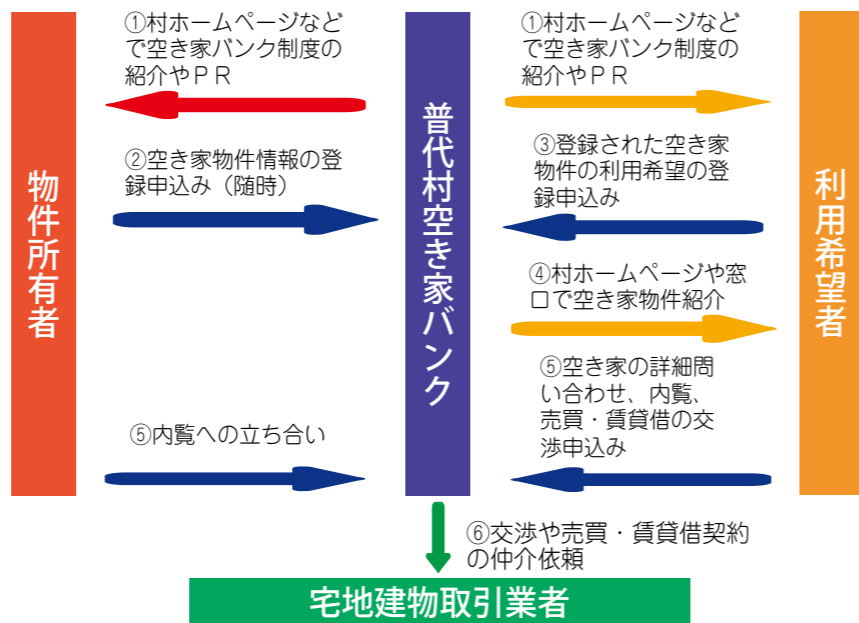 ①村ホームページなど
で空き家バンク制度の
紹介やＰＲ
①村ホームページなど
で空き家バンク制度の
紹介やＰＲ
②空き家物件情報の登
録申込み（随時）
③登録された空き家
物件の利用希望の登
録申込み
物件所有者
普代村空き家バンク
利用希望者
④村ホームページや窓
口で空き家物件紹介
⑤空き家の詳細問
い合わせ、内覧、
売買・賃貸借の交
渉申込み
⑤内覧への立ち合い
⑥交渉や売買・賃貸借契約
の仲介依頼
宅地建物取引業者